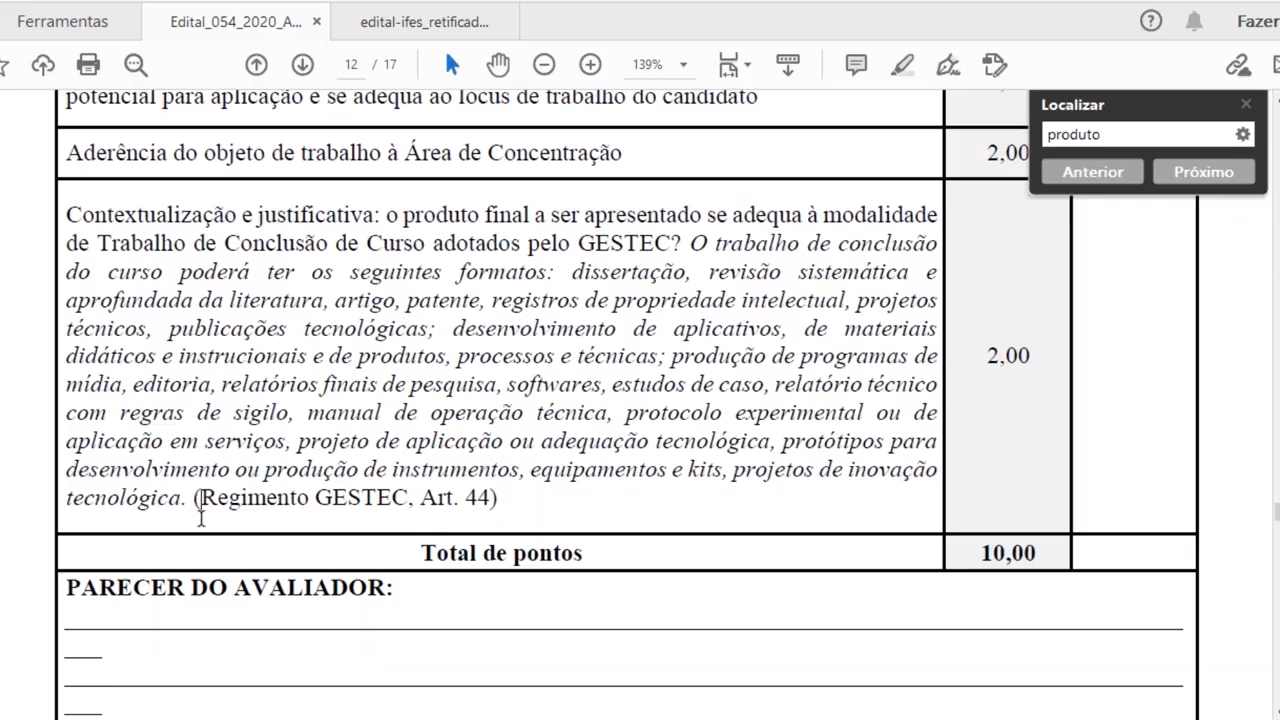 Ferramentas
Edital_054_2020_A... ×
edital-ifes_retificad...
Fazer
12 / 17
139%
potencial para aplicação e se adequa ao locus de trabalho do candidato
Localizar
produto
Anterior
Próximo
Aderência do objeto de trabalho à Área de Concentração
2,00
Contextualização e justificativa: o produto final a ser apresentado se adequa à modalidade
de Trabalho de Conclusão de Curso adotados pelo GESTEC? O trabalho de conclusão
do curso poderá ter os seguintes formatos: dissertação, revisão sistemática e
aprofundada da literatura, artigo, patente, registros de propriedade intelectual, projetos
técnicos, publicações tecnológicas; desenvolvimento de aplicativos, de materiais
didáticos e instrucionais e de produtos, processos e técnicas; produção de programas de
mídia, editoria, relatórios finais de pesquisa, softwares, estudos de caso, relatório técnico
com regras de sigilo, manual de operação técnica, protocolo experimental ou de
aplicação em serviços, projeto de aplicação ou adequação tecnológica, protótipos para
desenvolvimento ou produção de instrumentos, equipamentos e kits, projetos de inovação
tecnológica. (Regimento GESTEC, Art. 44)
2,00
Total de pontos
10,00
PARECER DO AVALIADOR: